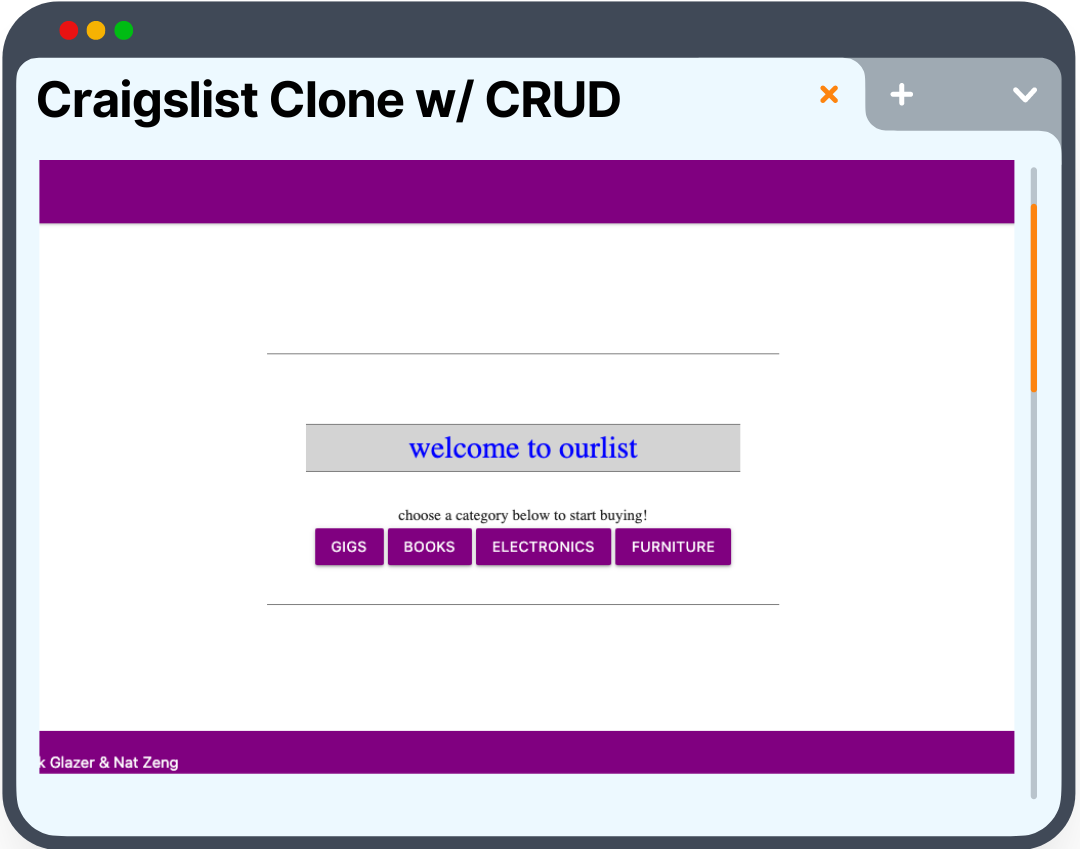 Craigslist Clone w/ CRUD
welcome to ourlist
choose a category below to start buying!
GIGS BOOKS ELECTRONICS FURNITURE
Glazer & Nat Zeng